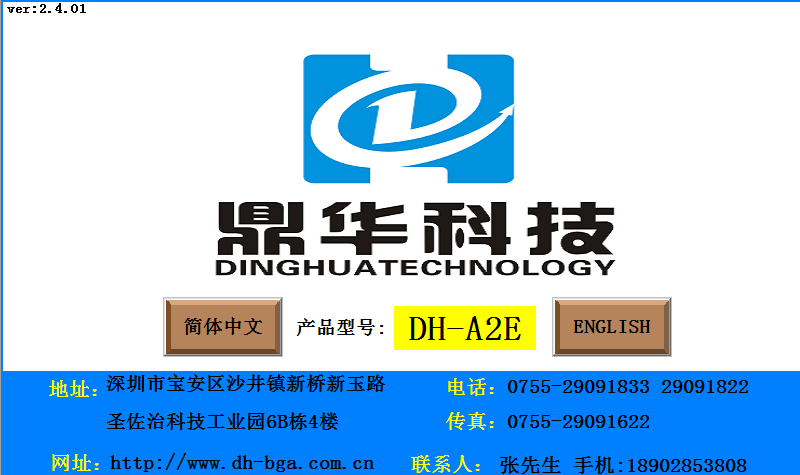 ver:2.4.01
鼎华科技
DINGHUATECHNOLOGY
简体中文 产品型号: DH-A2E ENGLISH
地址: 深圳市宝安区沙井镇新桥新玉路 电话: 0755-29091833 29091822
圣佐治科技工业园6B栋4楼 传真: 0755-29091622
网址: http://www.dh-bga.com.cn 联系人: 张先生 手机:18902853808